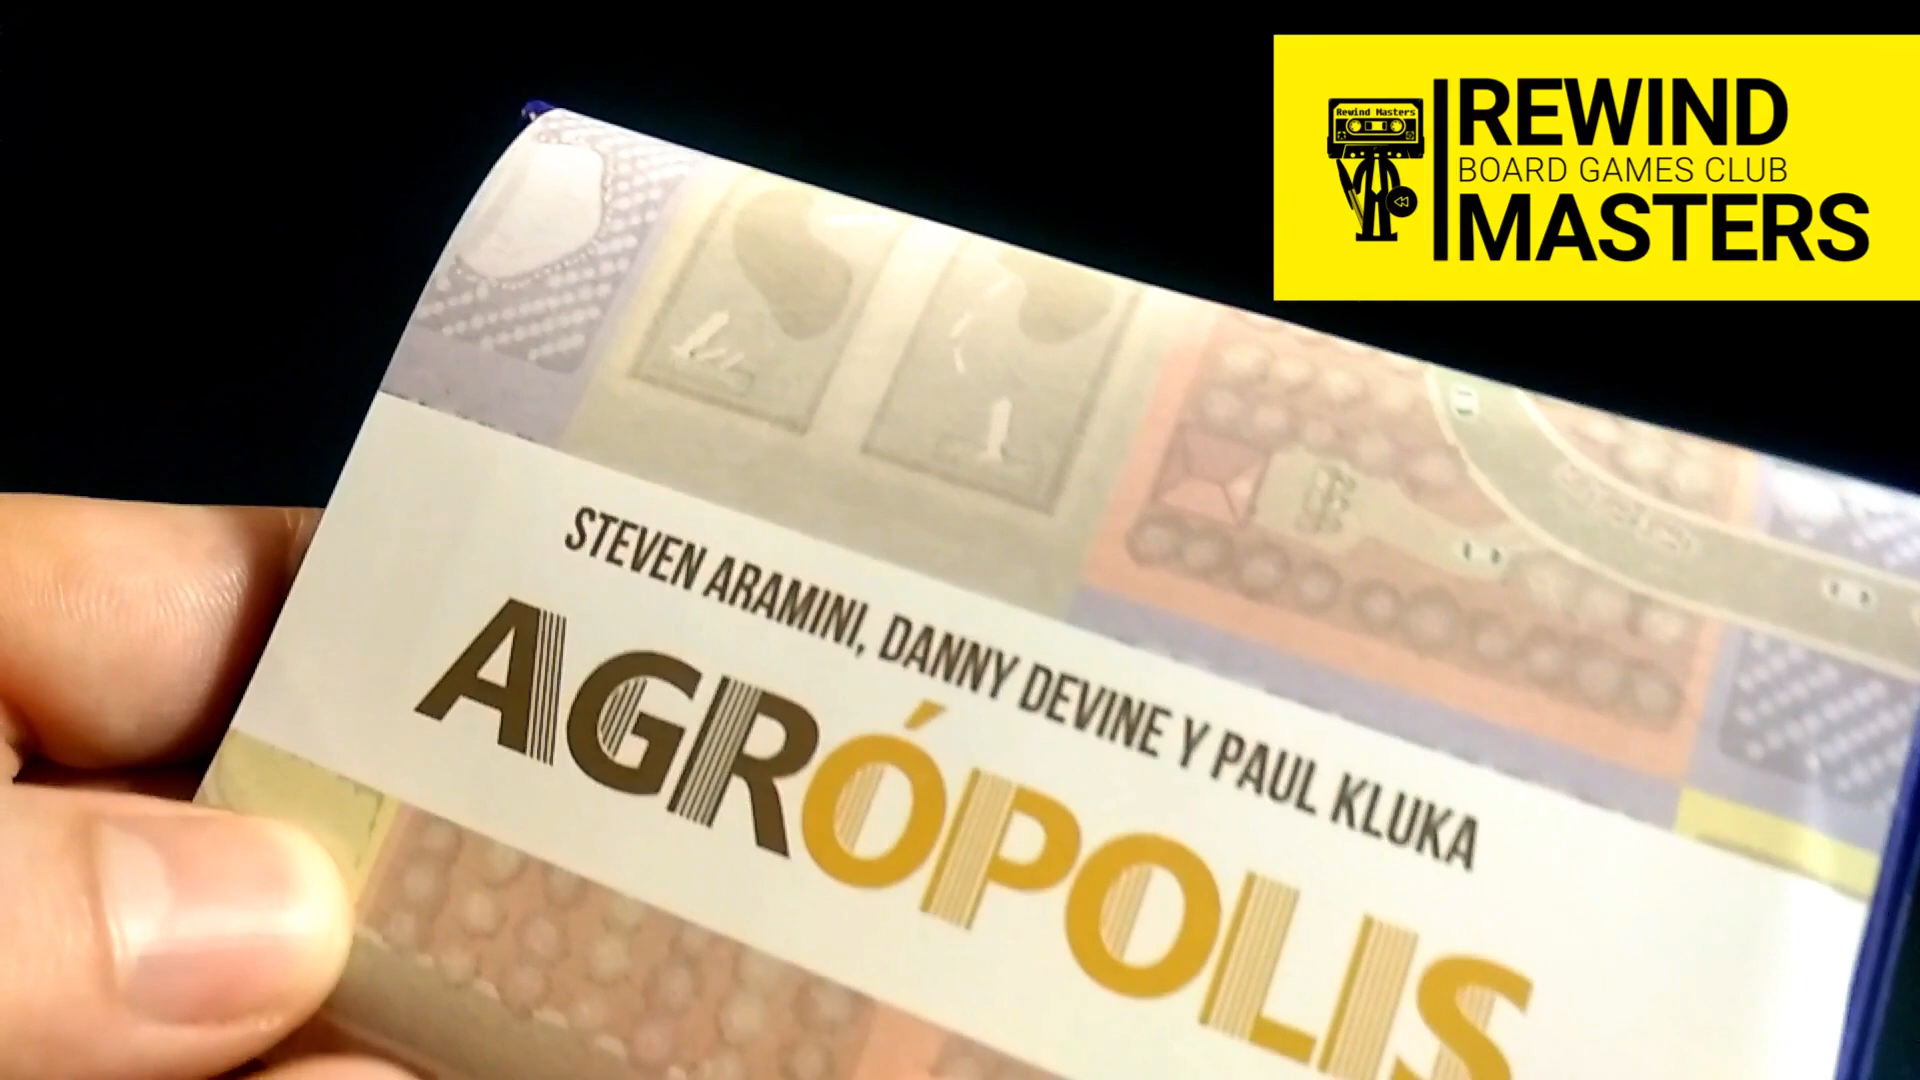 Rewind Masters
REWIND
BOARD GAMES CLUB
MASTERS
STEVEN ARAMINI, DANNY DEVINE Y PAUL KLUKA
AGRÓPOLIS